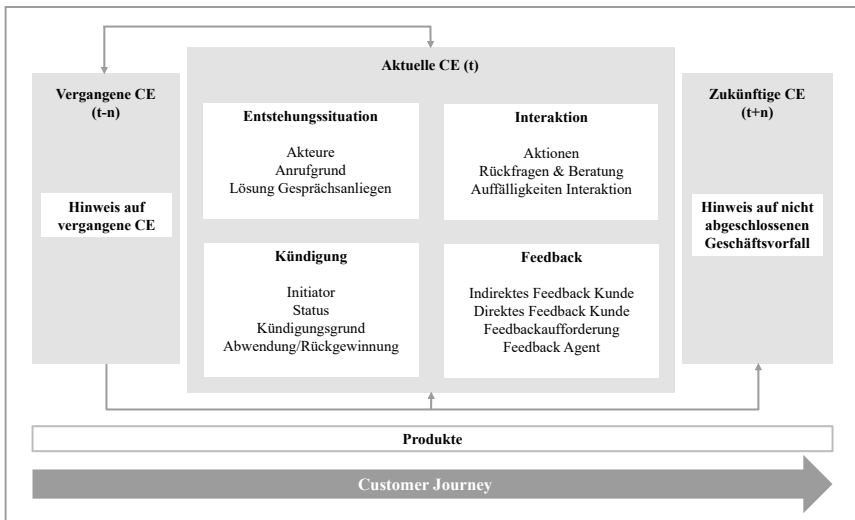 Vergangene CE
(t-n)
Hinweis auf
vergangene CE
Aktuelle CE (t)
Entstehungssituation
Akteure
Anrufgrund
Lösung Gesprächsanliegen
Interaktion
Aktionen
Rückfragen & Beratung
Auffälligkeiten Interaktion
Kündigung
Initiator
Status
Kündigungsgrund
Abwendung/Rückgewinnung
Feedback
Indirektes Feedback Kunde
Direktes Feedback Kunde
Feedbackaufforderung
Feedback Agent
Zukünftige CE
(t+n)
Hinweis auf nicht
abgeschlossenen
Geschäftsvorfall
Produkte
Customer Journey